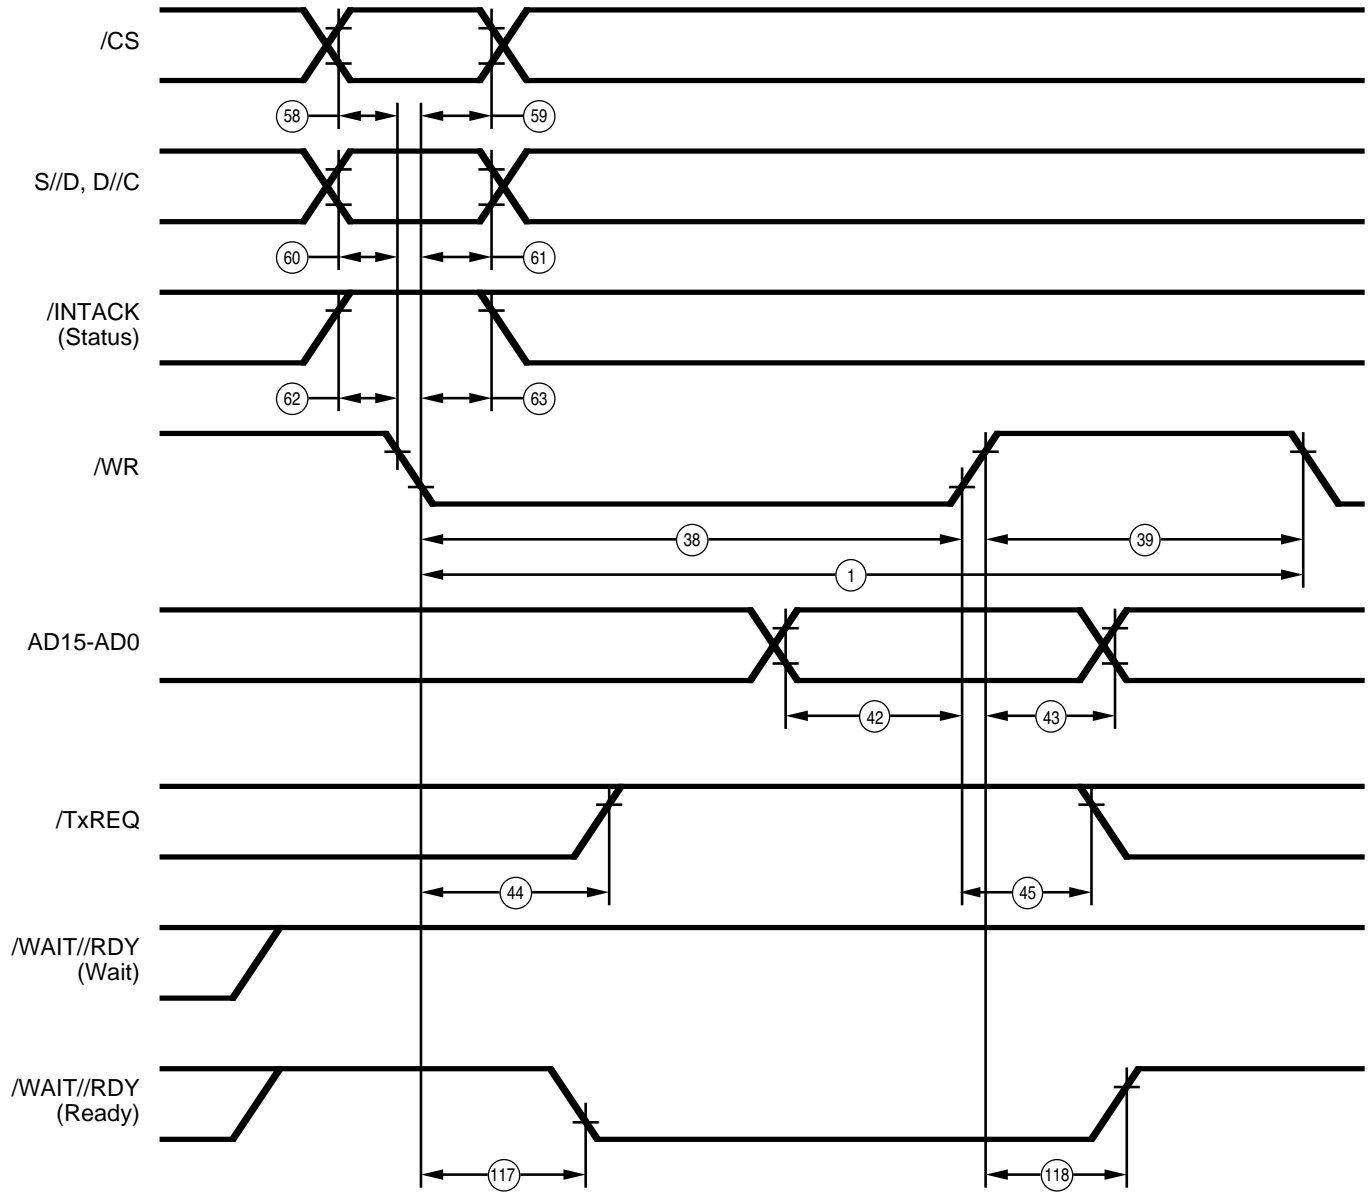 /CS
58
59
S//D, D//C
60
61
/INTACK
(Status)
62
63
/WR
38
39
1
AD15-AD0
42
43
/TxREQ
44
45
/WAIT//RDY
(Wait)
/WAIT//RDY
(Ready)
117
118